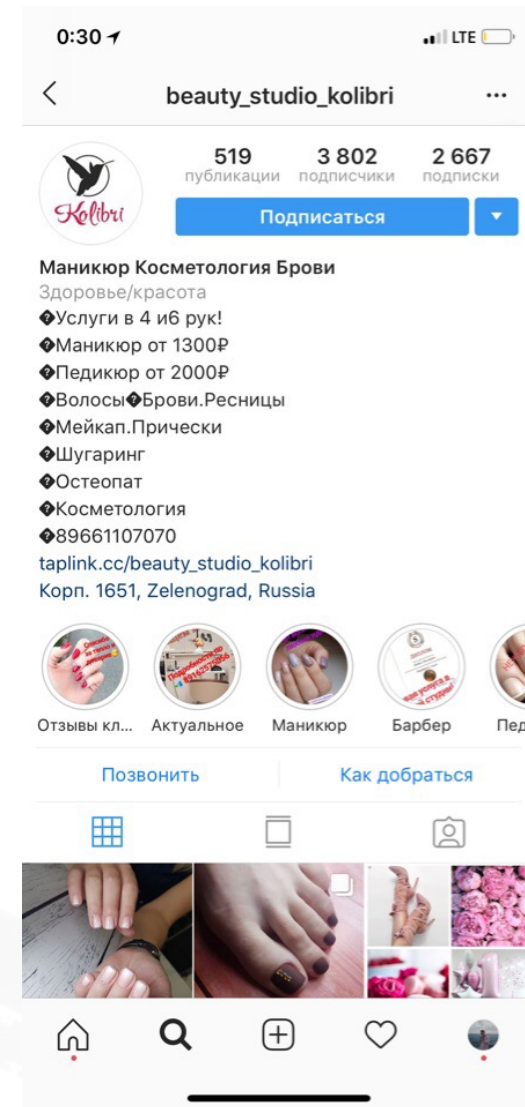 0:30
LTE
beauty_studio_kolibri
Kolibri
519 3 802 2 667
публикации подписчики подписки
Подписаться
Маникюр Косметология Брови
Здоровье/красота
�Услуги в 4 и6 рук!
�Маникюр от 1300₽
�Педикюр от 2000₽
�Волосы�Брови.Ресницы
�Мейкап.Прически
�Шугаринг
�Остеопат
�Косметология
�89661107070
taplink.cc/beauty_studio_kolibri
Корп. 1651, Zelenograd, Russia
Отзывы кл... Актуальное Маникюр Барбер Пед
Позвонить Как добраться